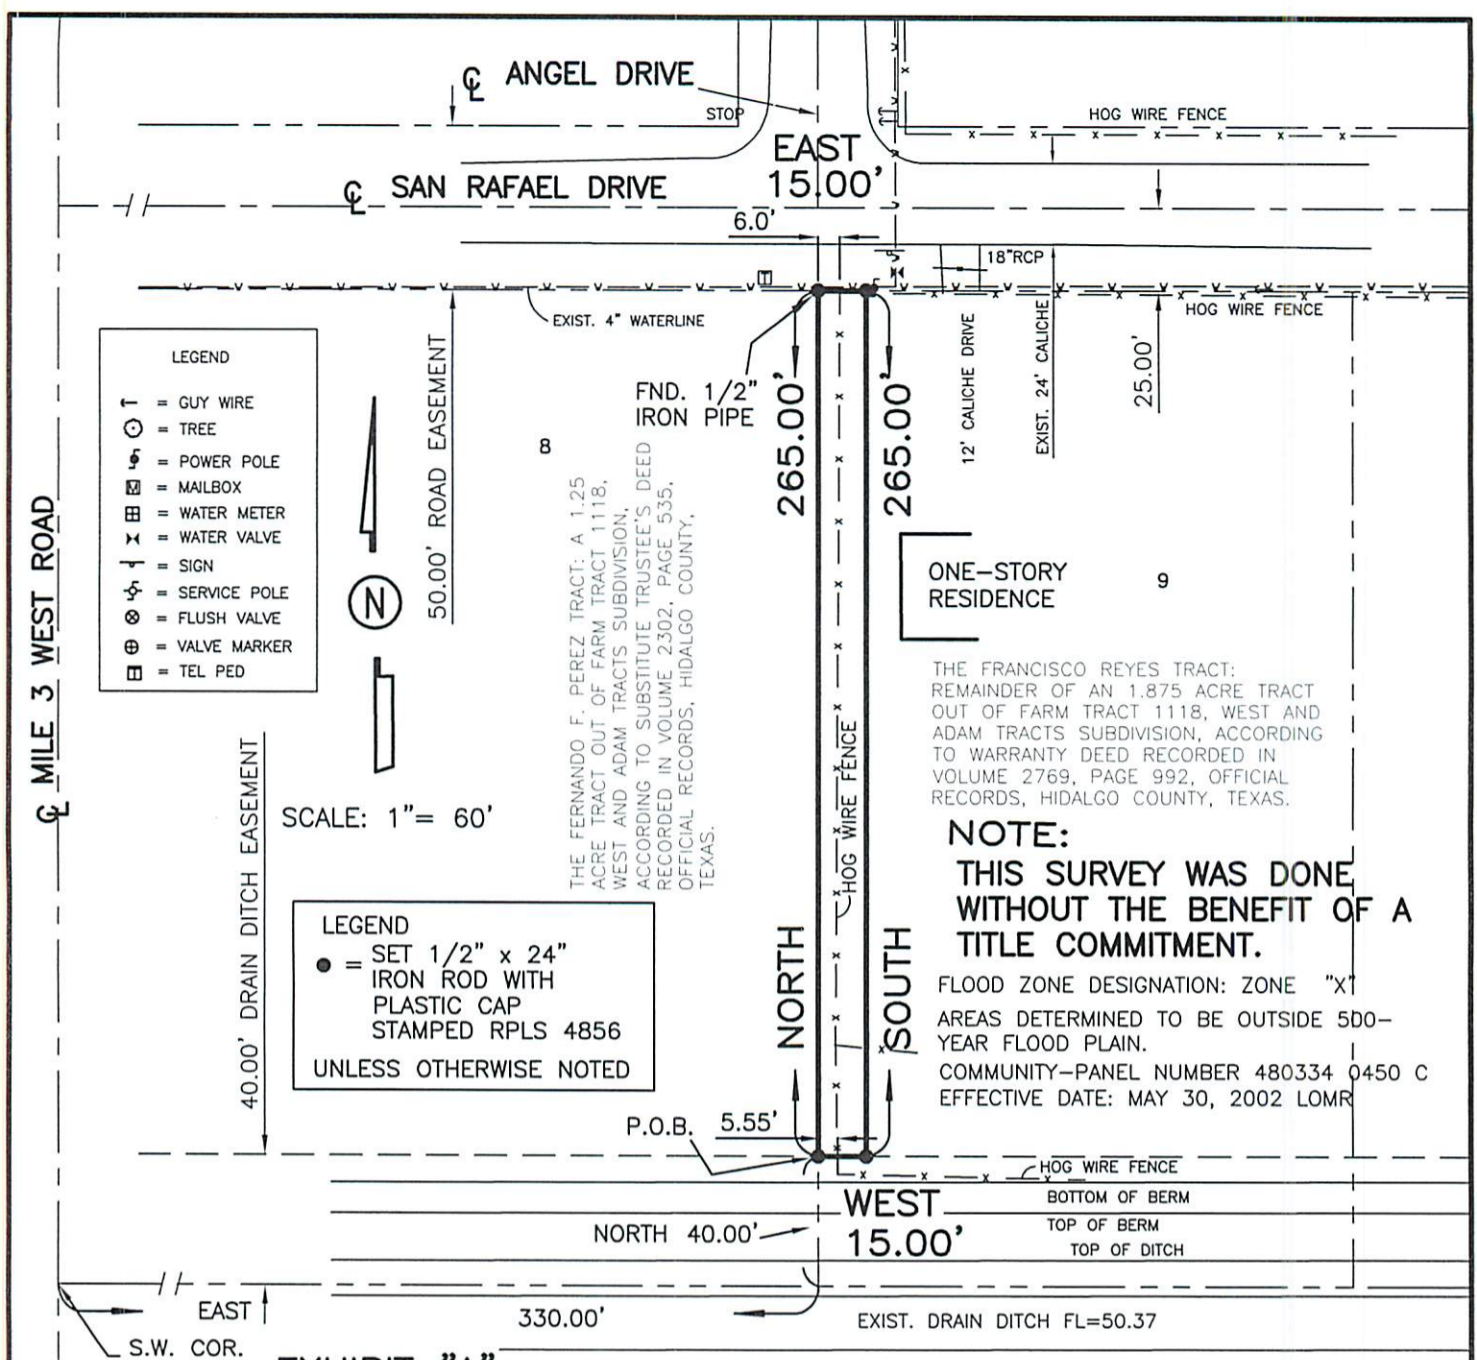 ℄ ANGEL DRIVE
STOP
HOG WIRE FENCE
EAST
15.00'
℄ SAN RAFAEL DRIVE
6.0'
18"RCP
EXIST. 4" WATERLINE
HOG WIRE FENCE
LEGEND
= GUY WIRE
= TREE
= POWER POLE
= MAILBOX
= WATER METER
= WATER VALVE
= SIGN
= SERVICE POLE
= FLUSH VALVE
= VALVE MARKER
= TEL PED
N
50.00' ROAD EASEMENT
FND. 1/2"
IRON PIPE
265.00'
265.00'
12' CALICHE DRIVE
EXIST. 24' CALICHE
25.00'
8
THE FERNANDO F. PEREZ TRACT: A 1.25
ACRE TRACT OUT OF FARM TRACT 1118,
WEST AND ADAM TRACTS SUBDIVISION,
ACCORDING TO SUBSTITUTE TRUSTEE'S DEED
RECORDED IN VOLUME 2302, PAGE 535,
OFFICIAL RECORDS, HIDALGO COUNTY,
TEXAS.
℄ MILE 3 WEST ROAD
ONE-STORY
RESIDENCE
9
THE FRANCISCO REYES TRACT:
REMAINDER OF AN 1.875 ACRE TRACT
OUT OF FARM TRACT 1118, WEST AND
ADAM TRACTS SUBDIVISION, ACCORDING
TO WARRANTY DEED RECORDED IN
VOLUME 2769, PAGE 992, OFFICIAL
RECORDS, HIDALGO COUNTY, TEXAS.
HOG WIRE FENCE
SCALE: 1"= 60'
40.00' DRAIN DITCH EASEMENT
NOTE:
THIS SURVEY WAS DONE
WITHOUT THE BENEFIT OF A
TITLE COMMITMENT.
LEGEND
= SET 1/2" x 24"
IRON ROD WITH
PLASTIC CAP
STAMPED RPLS 4856
UNLESS OTHERWISE NOTED
NORTH
SOUTH
FLOOD ZONE DESIGNATION: ZONE "X"
AREAS DETERMINED TO BE OUTSIDE 500-
YEAR FLOOD PLAIN.
COMMUNITY-PANEL NUMBER 480334 0450 C
EFFECTIVE DATE: MAY 30, 2002 LOMR
P.O.B.
5.55'
HOG WIRE FENCE
BOTTOM OF BERM
WEST
15.00'
NORTH 40.00'
TOP OF BERM
TOP OF DITCH
EAST
330.00'
EXIST. DRAIN DITCH FL=50.37
S.W. COR.
EXHIBIT "A"